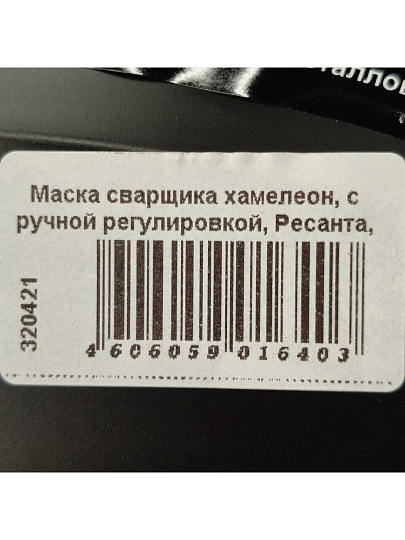 Маска сварщика хамелеон, с
ручной регулировкой, Ресанта,
320421
4 606059 016403